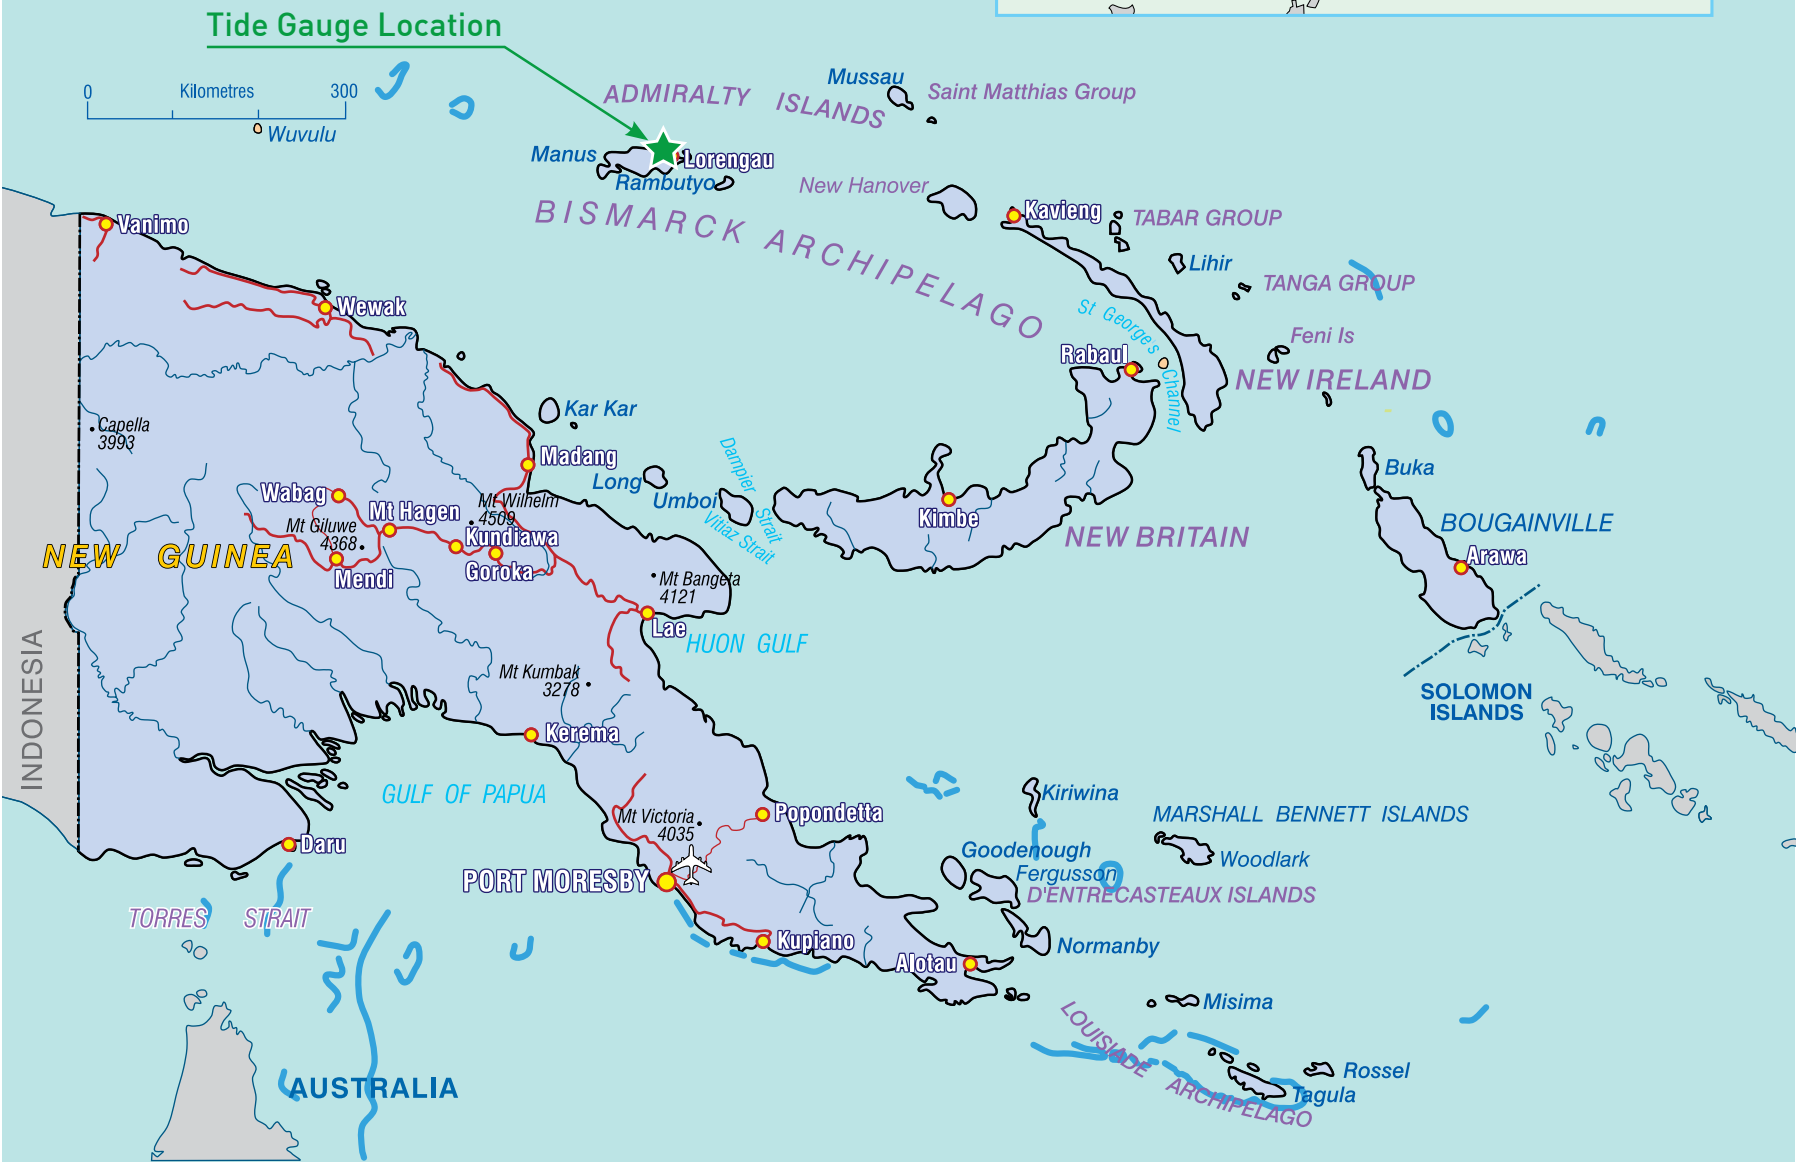 Tide Gauge Location
0 Kilometres 300
Wuvulu
Mussau
Saint Matthias Group
ADMIRALTY ISLANDS
Manus
Lorengau
Rambutyo
New Hanover
Kavieng
TABAR GROUP
BISMARCK ARCHIPELAGO
Lihir
TANGA GROUP
Vanimo
Wewak
St George's Channel
Feni Is
Rabaul
NEW IRELAND
Kar Kar
Capella
3993
Madang
Long
Umboi
Dampier Strait
Vitiaz Strait
Buka
Wabag
Mt Hagen
Mt Wilhelm
4509
Kimbe
BOUGAINVILLE
Mt Giluwe
4368
Kundiawa
NEW BRITAIN
NEW GUINEA
Arawa
Mendi
Goroka
Mt Bangeta
4121
Lae
HUON GULF
INDONESIA
Mt Kumbak
3278
SOLOMON
ISLANDS
Kerema
GULF OF PAPUA
Kiriwina
Mt Victoria
4035
Popondetta
MARSHALL BENNETT ISLANDS
Daru
Goodenough
Woodlark
Fergusson
PORT MORESBY
D'ENTRECASTEAUX ISLANDS
TORRES STRAIT
Kupiano
Normanby
Alotau
Misima
LOUISIADE ARCHIPELAGO
Rossel
AUSTRALIA
Tagula